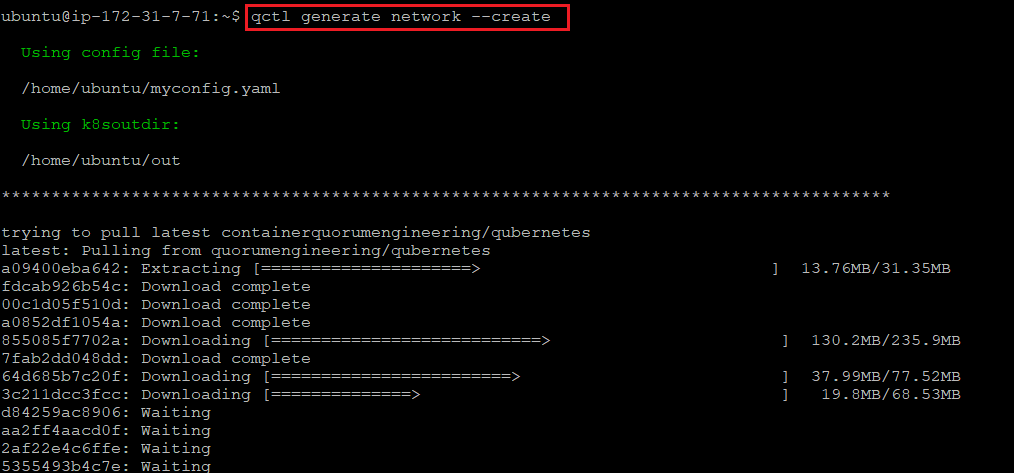 ubuntu@ip-172-31-7-71:~$ qctl generate network --create
Using config file:
/home/ubuntu/myconfig.yaml
Using k8soutdir:
/home/ubuntu/out
*****************************************************************************************
trying to pull latest containerquorumengineering/qubernetes
latest: Pulling from quorumengineering/qubernetes
a09400eba642: Extracting [=====================>                             ]  13.76MB/31.35MB
fdcab926b54c: Download complete
00c1d05f510d: Download complete
a0852df1054a: Download complete
855085f7702a: Downloading [===========================>                       ]  130.2MB/235.9MB
7fab2dd048dd: Download complete
64d685b7c20f: Downloading [========================>                          ]  37.99MB/77.52MB
3c211dcc3fcc: Downloading [==============>                                    ]   19.8MB/68.53MB
d84259ac8906: Waiting
aa2ff4aacd0f: Waiting
2af22e4c6ffe: Waiting
5355493b4c7e: Waiting